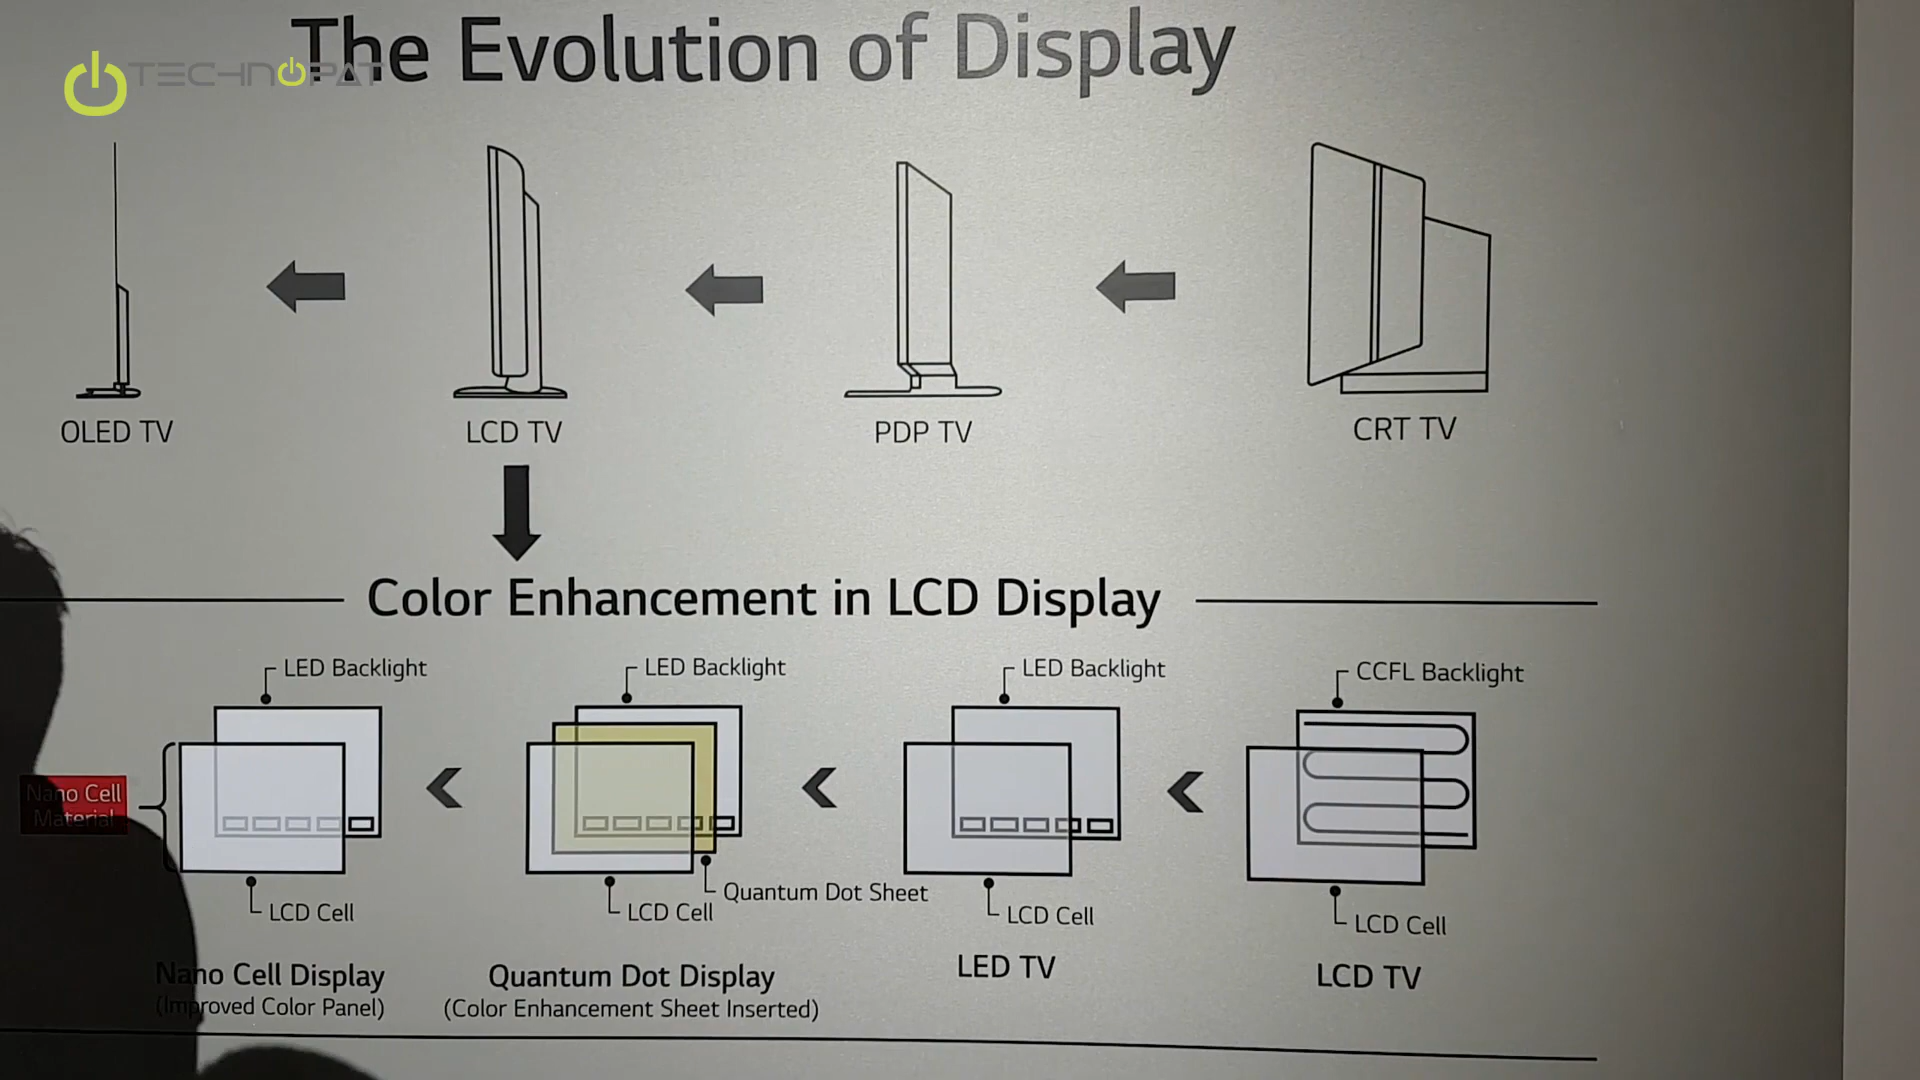 The Evolution of Display
TECHNOPAT
OLED TV
LCD TV
PDP TV
CRT TV
Color Enhancement in LCD Display
LED Backlight
LED Backlight
LED Backlight
CCFL Backlight
Nano Cell
Material
LCD Cell
LCD Cell
Quantum Dot Sheet
LCD Cell
LCD Cell
Nano Cell Display
(Improved Color Panel)
Quantum Dot Display
(Color Enhancement Sheet Inserted)
LED TV
LCD TV